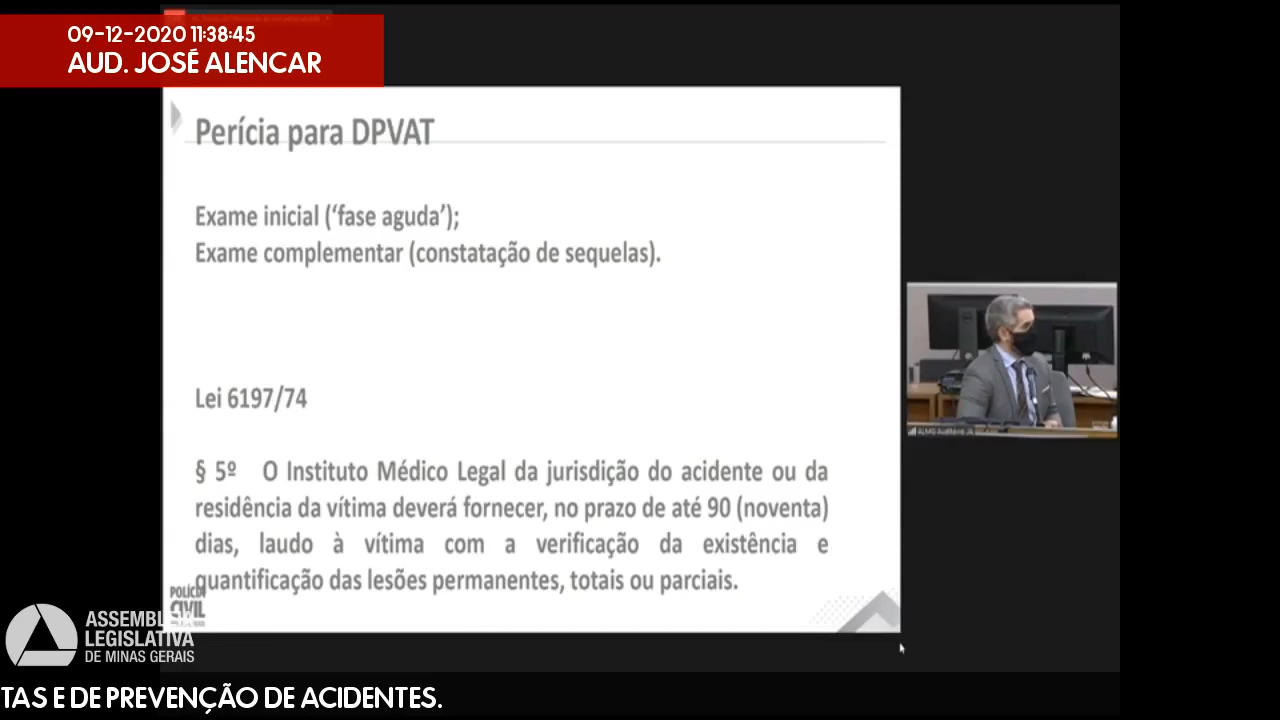 09-12-2020 11:38:45
AUD. JOSÉ ALENCAR
Perícia para DPVAT
Exame inicial (‘fase aguda’);
Exame complementar (constatação de sequelas).
Lei 6197/74
§ 5º O Instituto Médico Legal da jurisdição do acidente ou da
residência da vítima deverá fornecer, no prazo de até 90 (noventa)
dias, laudo à vítima com a verificação da existência e
quantificação das lesões permanentes, totais ou parciais.
POLÍCIA
CIVIL
ASSEMBLEIA
LEGISLATIVA
DE MINAS GERAIS
TAS E DE PREVENÇÃO DE ACIDENTES.